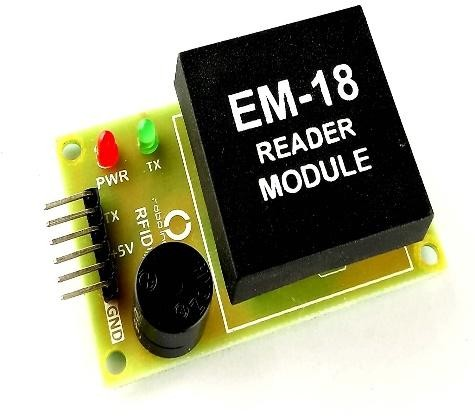 EM-18
READER
MODULE
PWR
TX
TX
RFID
+5V
GND